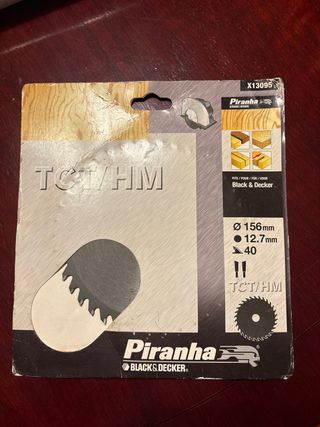 X13095
Piranha
FITS / POUR / FÜR / VOOR
Black & Decker
TCT/HM
Ø 156mm
● 12.7mm
40
TCT/HM
Piranha
BLACK&DECKER